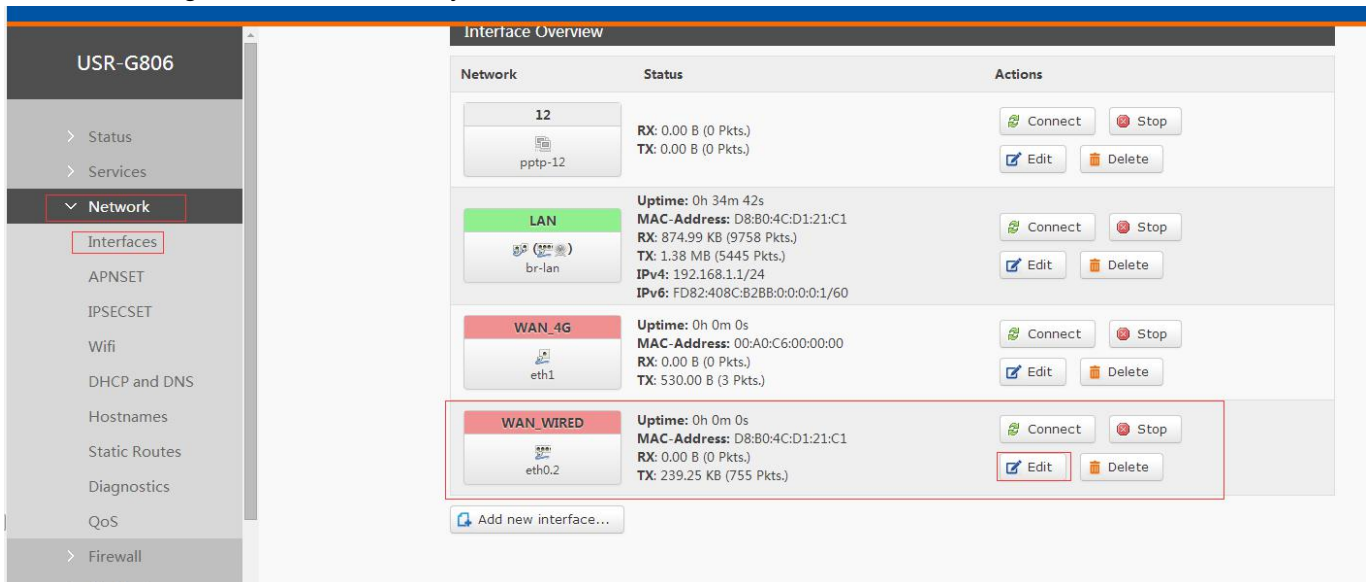 Interface Overview
USR-G806
Status
Services
Network
Interfaces
APNSET
IPSECSET
Wifi
DHCP and DNS
Hostnames
Static Routes
Diagnostics
QoS
Firewall
Network Status Actions
12
pptp-12
RX: 0.00 B (0 Pkts.)
TX: 0.00 B (0 Pkts.)
Connect Stop
Edit Delete
LAN
br-lan
Uptime: 0h 34m 42s
MAC-Address: D8:B0:4C:D1:21:C1
RX: 874.99 KB (9758 Pkts.)
TX: 1.38 MB (5445 Pkts.)
IPv4: 192.168.1.1/24
IPv6: FD82:408C:B2BB:0:0:0:0:1/60
Connect Stop
Edit Delete
WAN_4G
eth1
Uptime: 0h 0m 0s
MAC-Address: 00:A0:C6:00:00:00
RX: 0.00 B (0 Pkts.)
TX: 530.00 B (3 Pkts.)
Connect Stop
Edit Delete
WAN_WIRED
eth0.2
Uptime: 0h 0m 0s
MAC-Address: D8:B0:4C:D1:21:C1
RX: 0.00 B (0 Pkts.)
TX: 239.25 KB (755 Pkts.)
Connect Stop
Edit Delete
Add new interface...